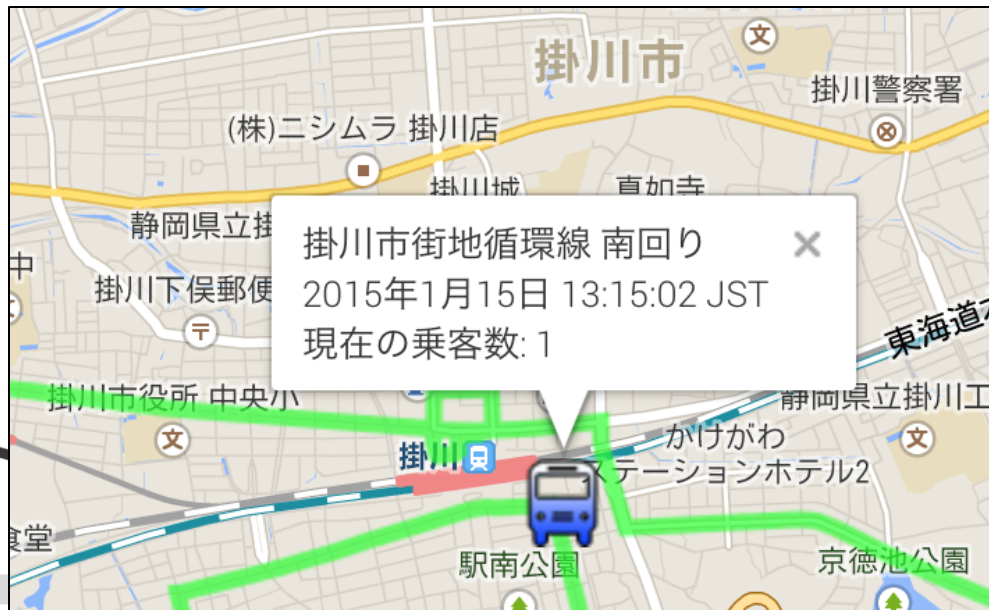 掛川市
文
掛川警察署
(株)ニシムラ 掛川店
掛川城
真如寺
静岡県立掛
中
掛川市街地循環線 南回り
2015年1月15日 13:15:02 JST
現在の乗客数: 1
×
掛川下俣郵便
〒
東海道本
掛川市役所 中央小
静岡県立掛川工
文
掛川
かけがわ
ステーションホテル2
文
食堂
駅南公園
京徳池公園